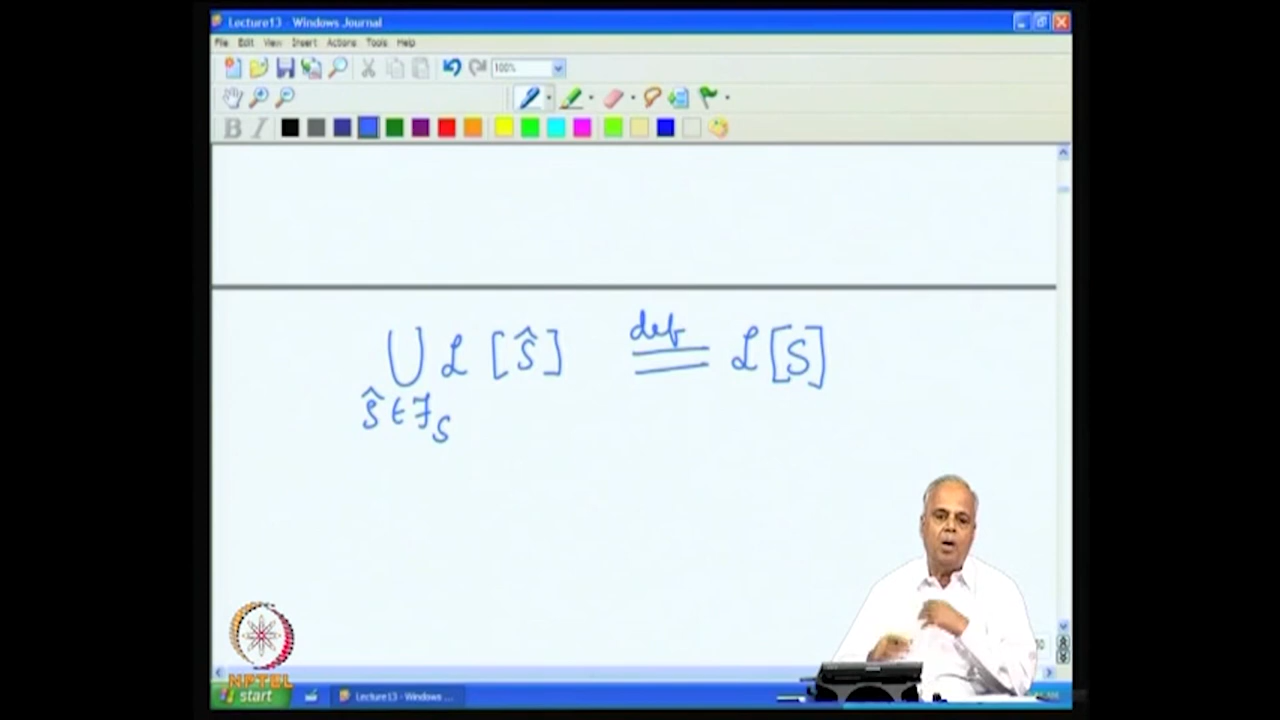 Lecture13 - Windows Journal
File Edit View Insert Actions Tools Help
100%
B I
⋃ ℒ [Ŝ] def = ℒ[S]
Ŝ ∈ ℱ_S
NPTEL
start Lecture13 - Windows ...